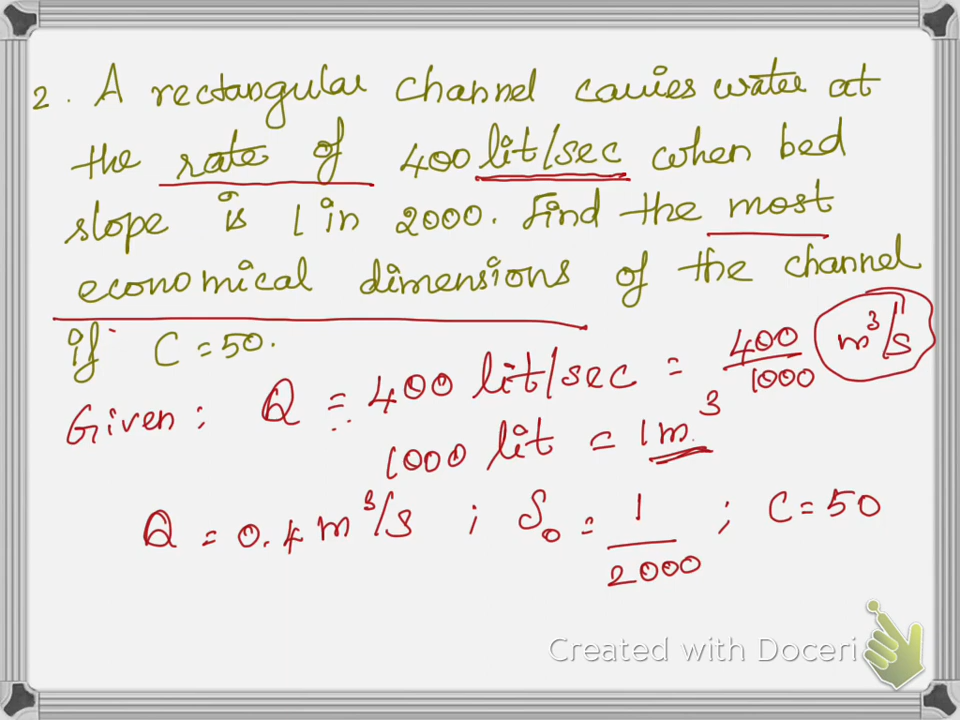 2. A rectangular channel carries water at
the rate of 400 lit/sec when bed
slope is 1 in 2000. Find the most
economical dimensions of the channel
if C = 50.
Given: Q = 400 lit/sec = 400/1000 m³/s
1000 lit = 1m³
Q = 0.4 m³/s ; S₀ = 1/2000 ; C = 50
Created with Doceri